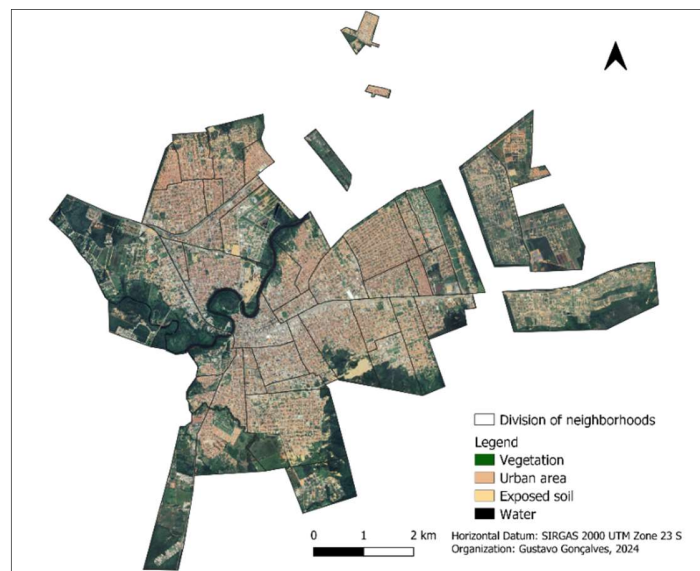 Division of neighborhoods
Legend
Vegetation
Urban area
Exposed soil
Water
0 1 2 km
Horizontal Datum: SIRGAS 2000 UTM Zone 23 S
Organization: Gustavo Gonçalves, 2024